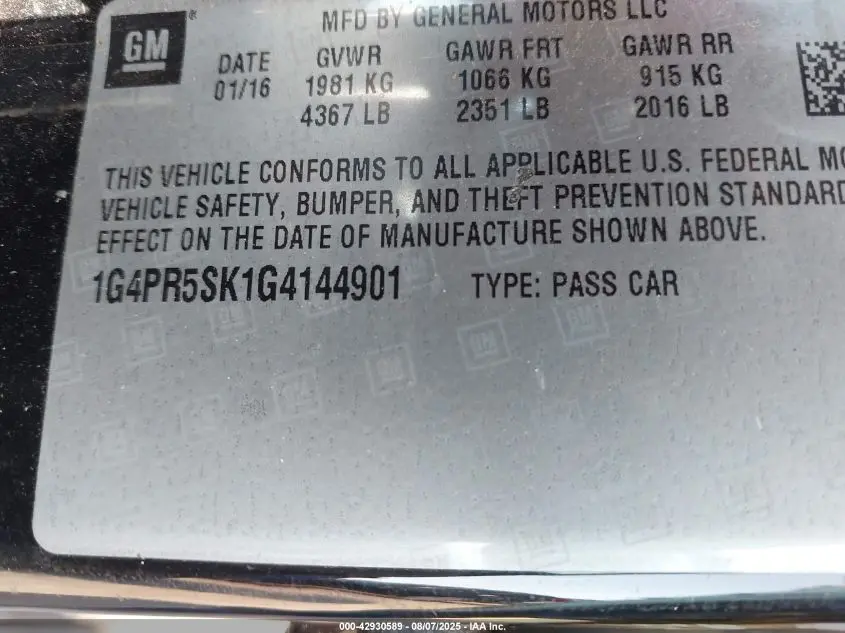 MFD BY GENERAL MOTORS LLC
GM
DATE GVWR GAWR FRT GAWR RR
01/16 1981 KG 1066 KG 915 KG
4367 LB 2351 LB 2016 LB
THIS VEHICLE CONFORMS TO ALL APPLICABLE U.S. FEDERAL MO
VEHICLE SAFETY, BUMPER, AND THEFT PREVENTION STANDARD
EFFECT ON THE DATE OF MANUFACTURE SHOWN ABOVE.
1G4PR5SK1G4144901 TYPE: PASS CAR
000-42930589 - 08/07/2025 - IAA Inc.